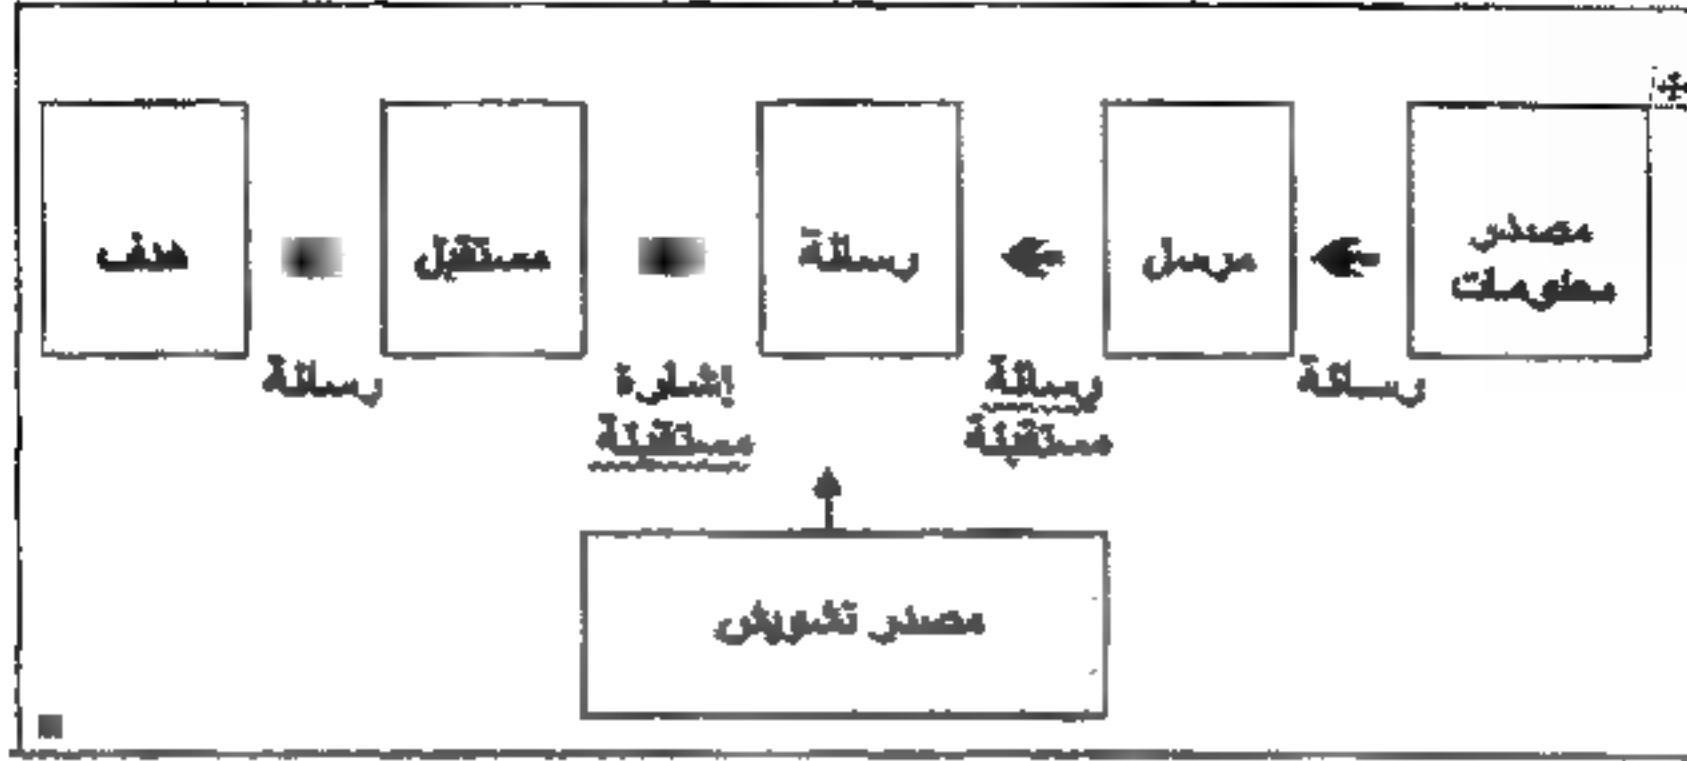 مصدر
معلومات
مرسل
رسالة
مستقبل
هدف
رسالة
رسالة
مستقبلة
إشارة
مستقبلة
رسالة
مصدر تشويش